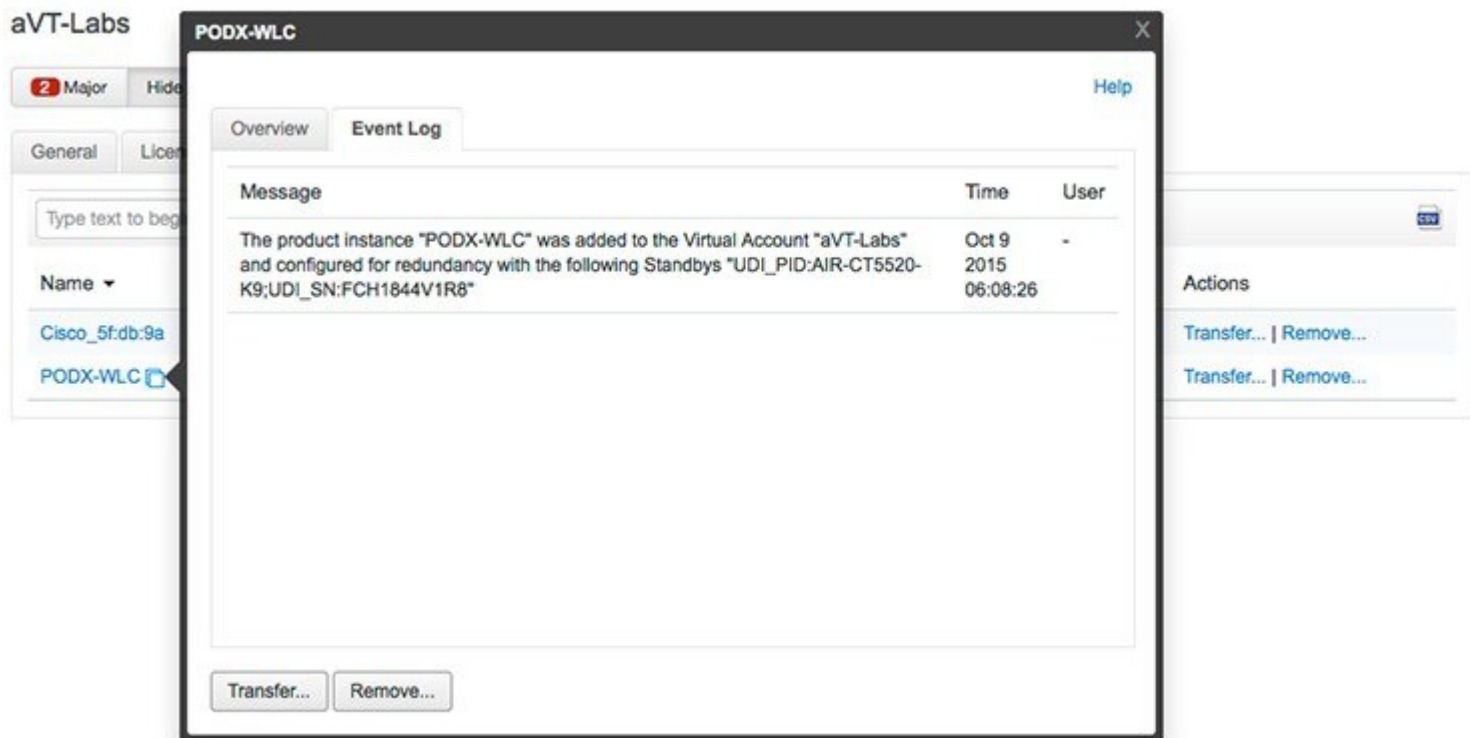 aVT-Labs
2 Major
Hide
General
Licen
Type text to beg
Name
Cisco_5f:db:9a
PODX-WLC
PODX-WLC
X
Help
Overview
Event Log
Message
Time
User
The product instance "PODX-WLC" was added to the Virtual Account "aVT-Labs"
and configured for redundancy with the following Standbys "UDI_PID:AIR-CT5520-
K9;UDI_SN:FCH1844V1R8"
Oct 9
2015
06:08:26
-
Transfer...
Remove...
CSV
Actions
Transfer... | Remove...
Transfer... | Remove...